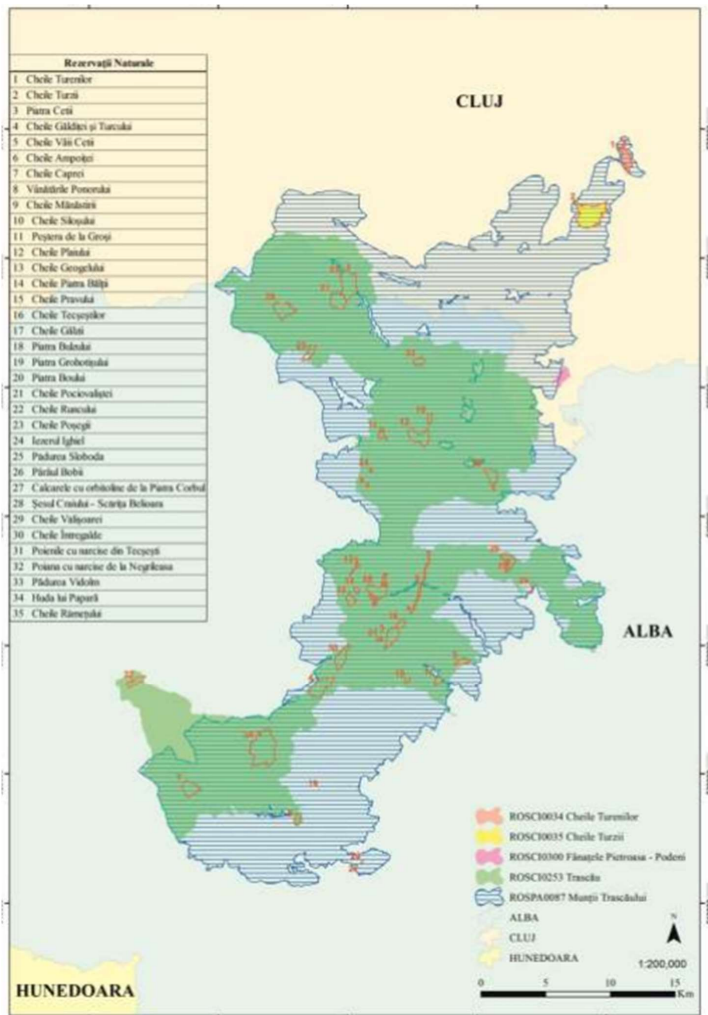 Rezervații Naturale
1 Cheile Turenilor
2 Cheile Turzii
3 Piatra Cetii
4 Cheile Gălditei și Turcului
5 Cheile Văii Cetii
6 Cheile Ampoiței
7 Cheile Caprei
8 Vânătările Ponorului
9 Cheile Mănăstirii
10 Cheile Siloșului
11 Peștera de la Groși
12 Cheile Plaiului
13 Cheile Geogelului
14 Cheile Piatra Bălții
15 Cheile Pravului
16 Cheile Tecșeștilor
17 Cheile Gălzii
18 Piatra Bulzului
19 Piatra Grohotișului
20 Piatra Boului
21 Cheile Pociovaliștei
22 Cheile Runcului
23 Cheile Poșegii
24 Iezerul Ighiel
25 Pădurea Sloboda
26 Pârâul Bobii
27 Calcarele cu orbitoline de la Piatra Corbul
28 Șesul Craiului - Scărița Belioara
29 Cheile Vălișoarei
30 Cheile Întregalde
31 Poienile cu narcise din Tecșești
32 Poiana cu narcise de la Negrileasa
33 Pădurea Vidolm
34 Huda lui Papară
35 Cheile Râmețului
CLUJ
ALBA
ROSCI0034 Cheile Turenilor
ROSCI0035 Cheile Turzii
ROSCI0300 Fânațele Pietroasa - Podeni
ROSCI0253 Trascău
ROSPA0087 Munții Trascăului
ALBA
CLUJ
HUNEDOARA
N
1:200,000
0 5 10 15
Km
HUNEDOARA